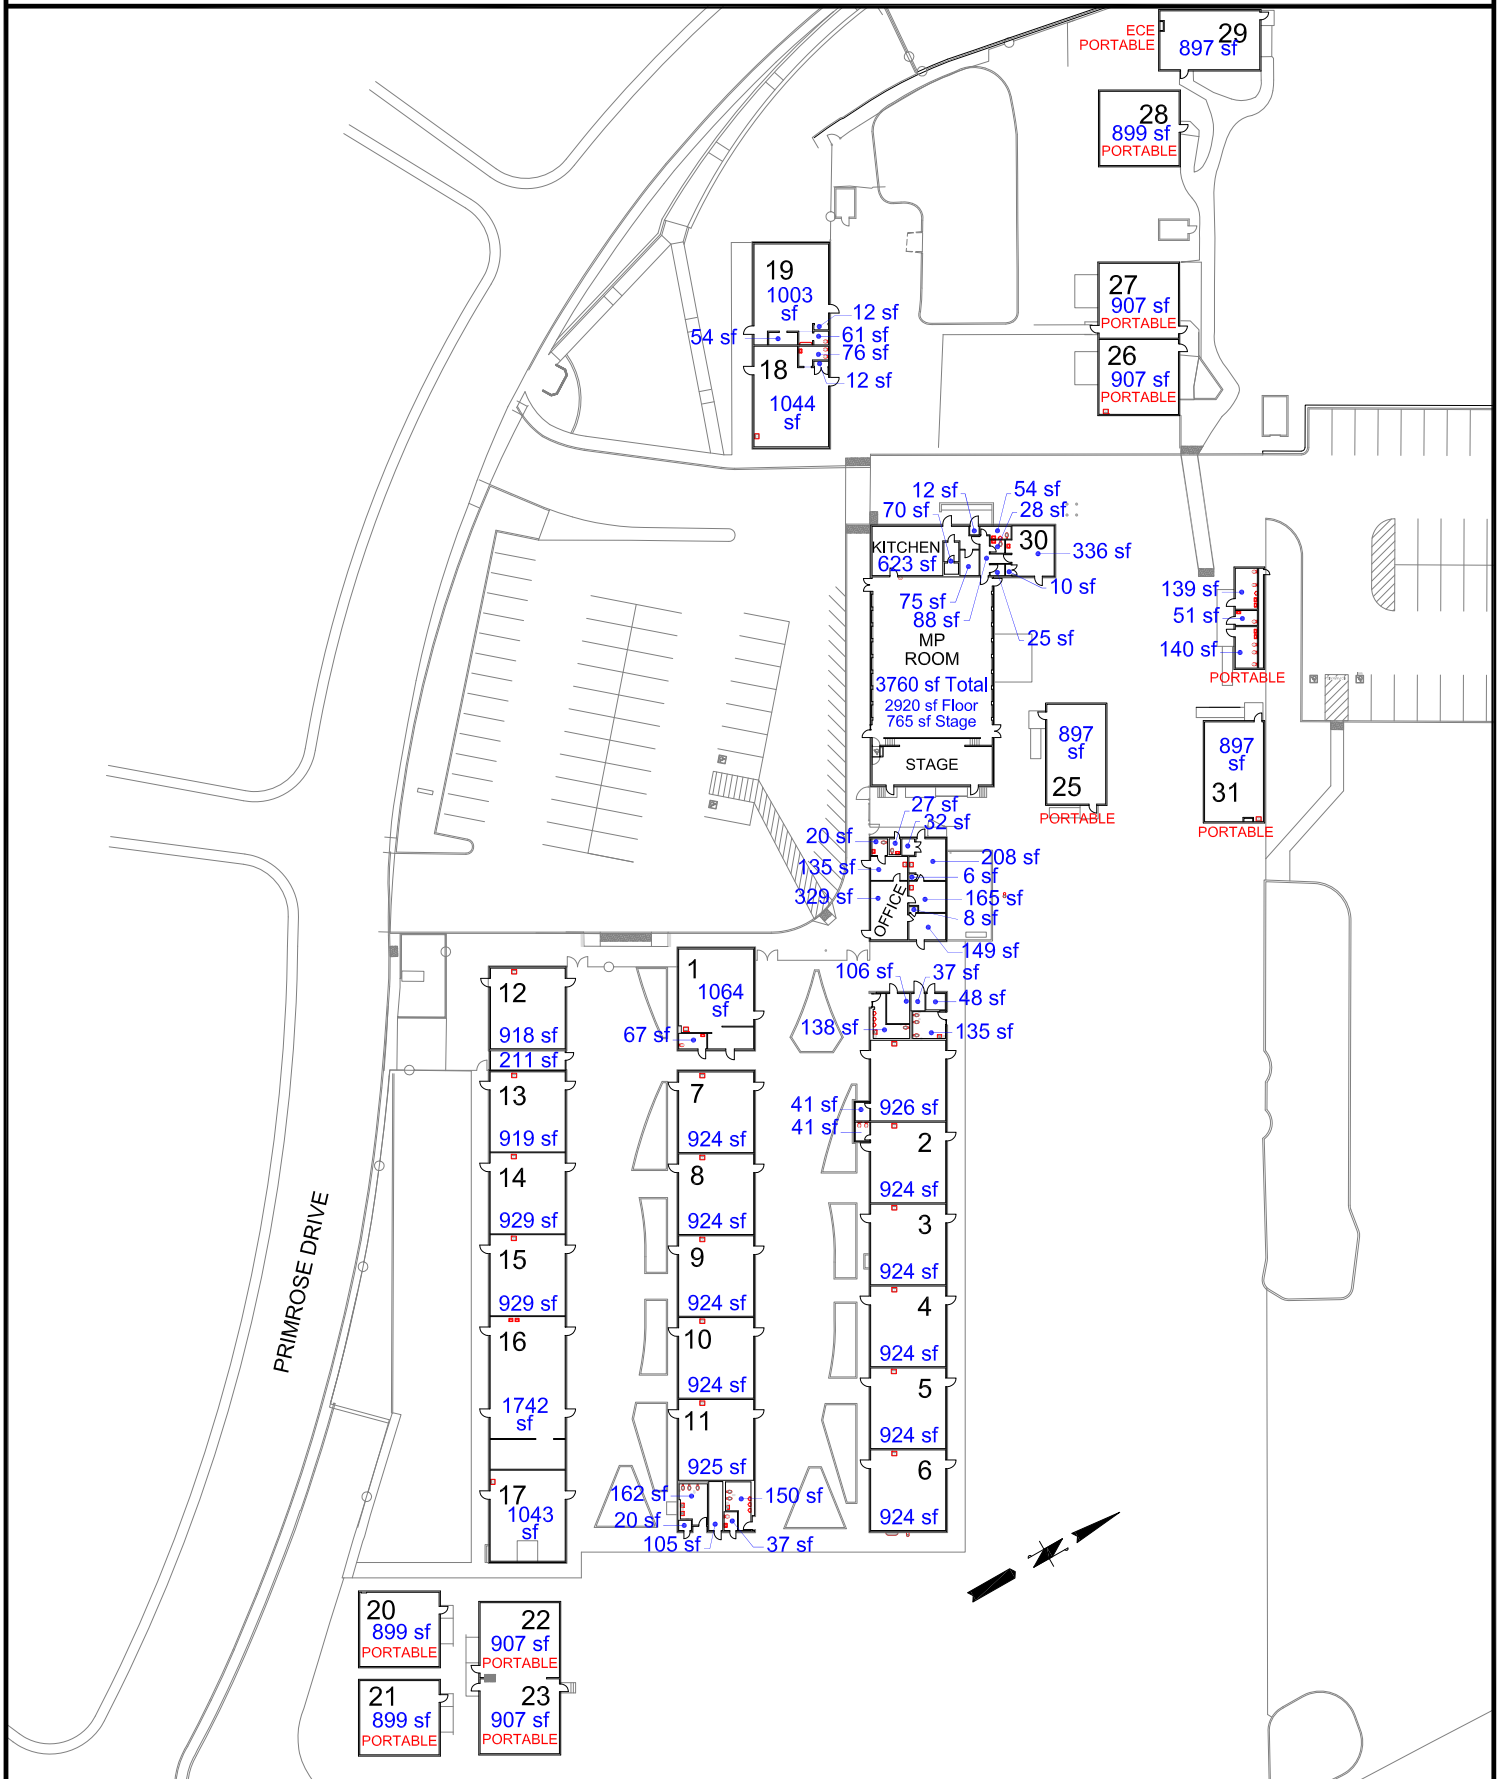 29
ECE
PORTABLE
897 sf
28
899 sf
PORTABLE
19
1003
sf
12 sf
54 sf
61 sf
76 sf
18
12 sf
1044
sf
27
907 sf
PORTABLE
26
907 sf
PORTABLE
12 sf
54 sf
70 sf
28 sf
KITCHEN
623 sf
30
336 sf
10 sf
75 sf
88 sf
25 sf
MP
ROOM
3760 sf Total
2920 sf Floor
765 sf Stage
STAGE
139 sf
51 sf
140 sf
PORTABLE
897
sf
25
PORTABLE
897
sf
31
PORTABLE
27 sf
32 sf
20 sf
135 sf
329 sf
OFFICE
208 sf
6 sf
165 sf
8 sf
149 sf
106 sf
37 sf
48 sf
138 sf
135 sf
12
918 sf
211 sf
1
1064
sf
67 sf
13
919 sf
7
924 sf
41 sf
41 sf
926 sf
2
924 sf
14
929 sf
8
924 sf
3
924 sf
15
929 sf
9
924 sf
4
924 sf
16
1742
sf
10
924 sf
5
924 sf
11
925 sf
6
924 sf
17
1043
sf
162 sf
20 sf
105 sf
150 sf
37 sf
PRIMROSE DRIVE
20
899 sf
PORTABLE
22
907 sf
PORTABLE
21
899 sf
PORTABLE
23
907 sf
PORTABLE